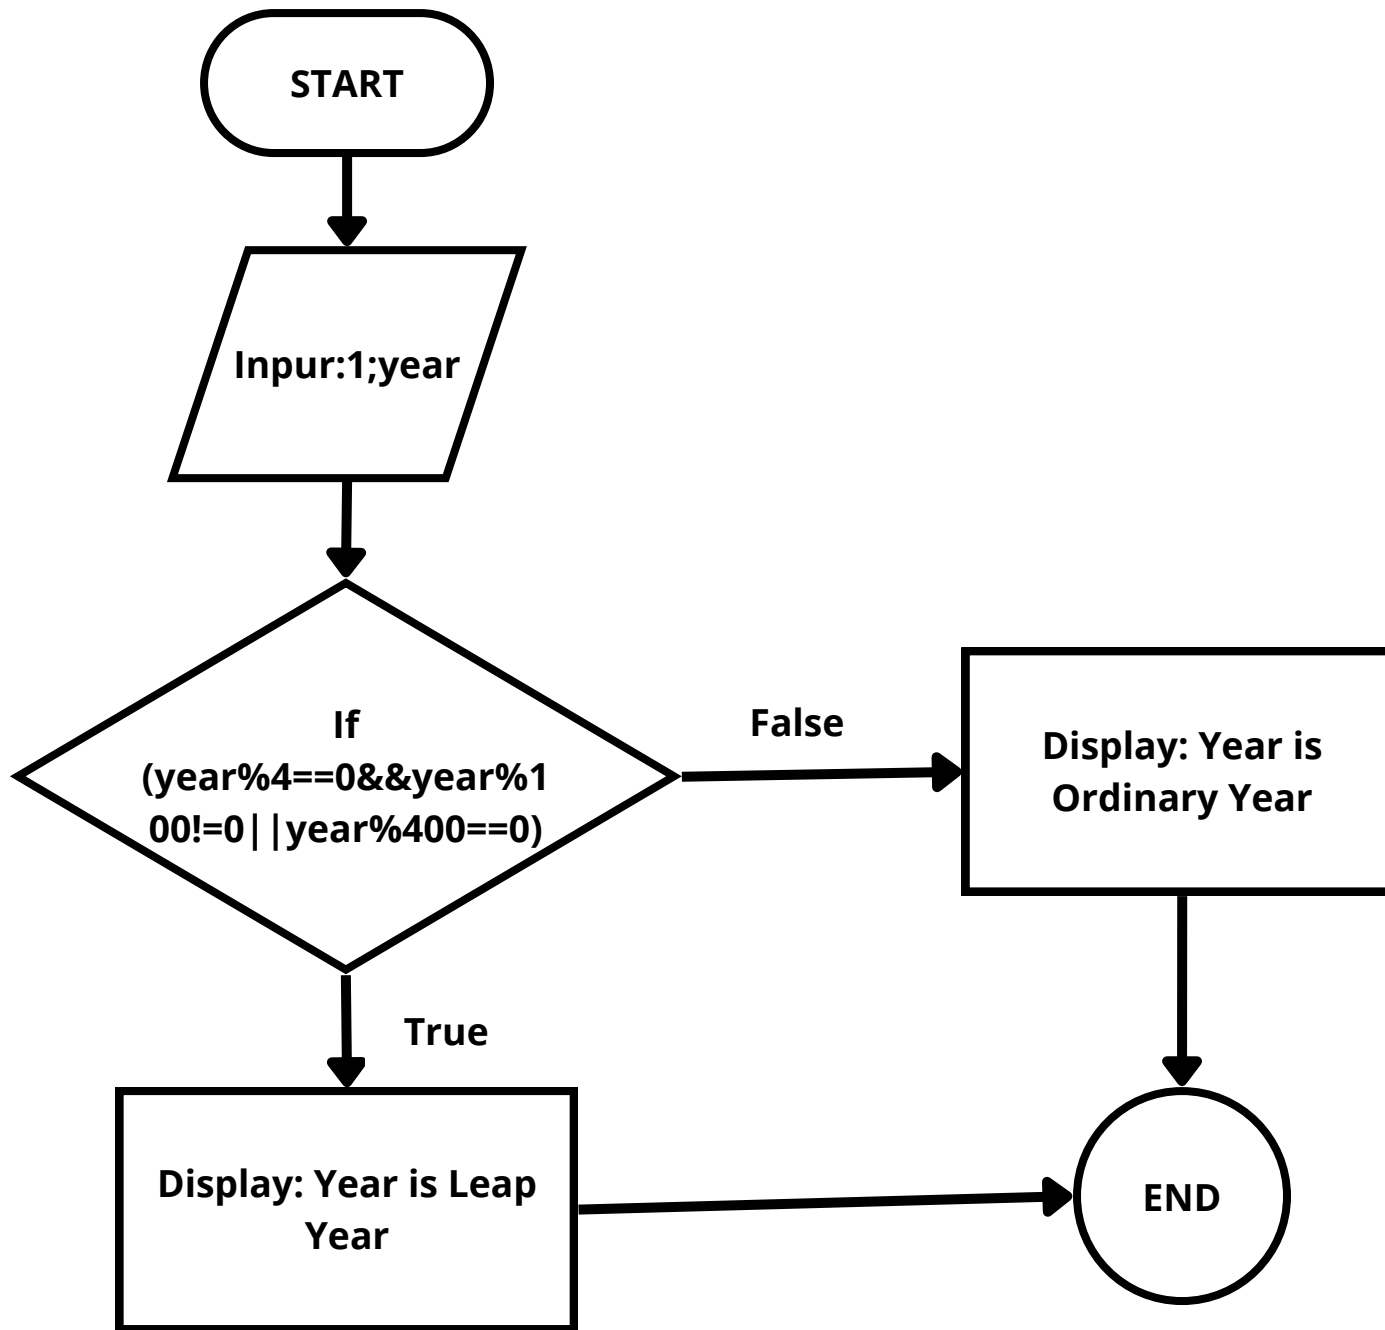 START
Inpur:1;year
If
(year%4==0&&year%1
00!=0||year%400==0)
False
Display: Year is
Ordinary Year
True
Display: Year is Leap
Year
END